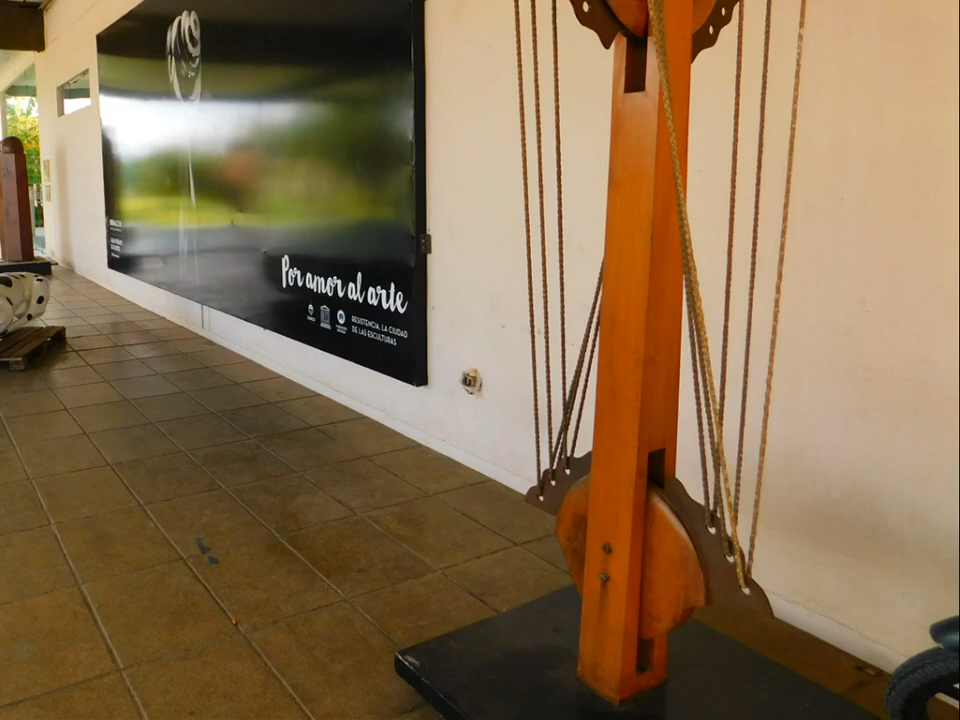 Por amor al arte
RESISTENCIA, LA CIUDAD
DE LAS ESCULTURAS